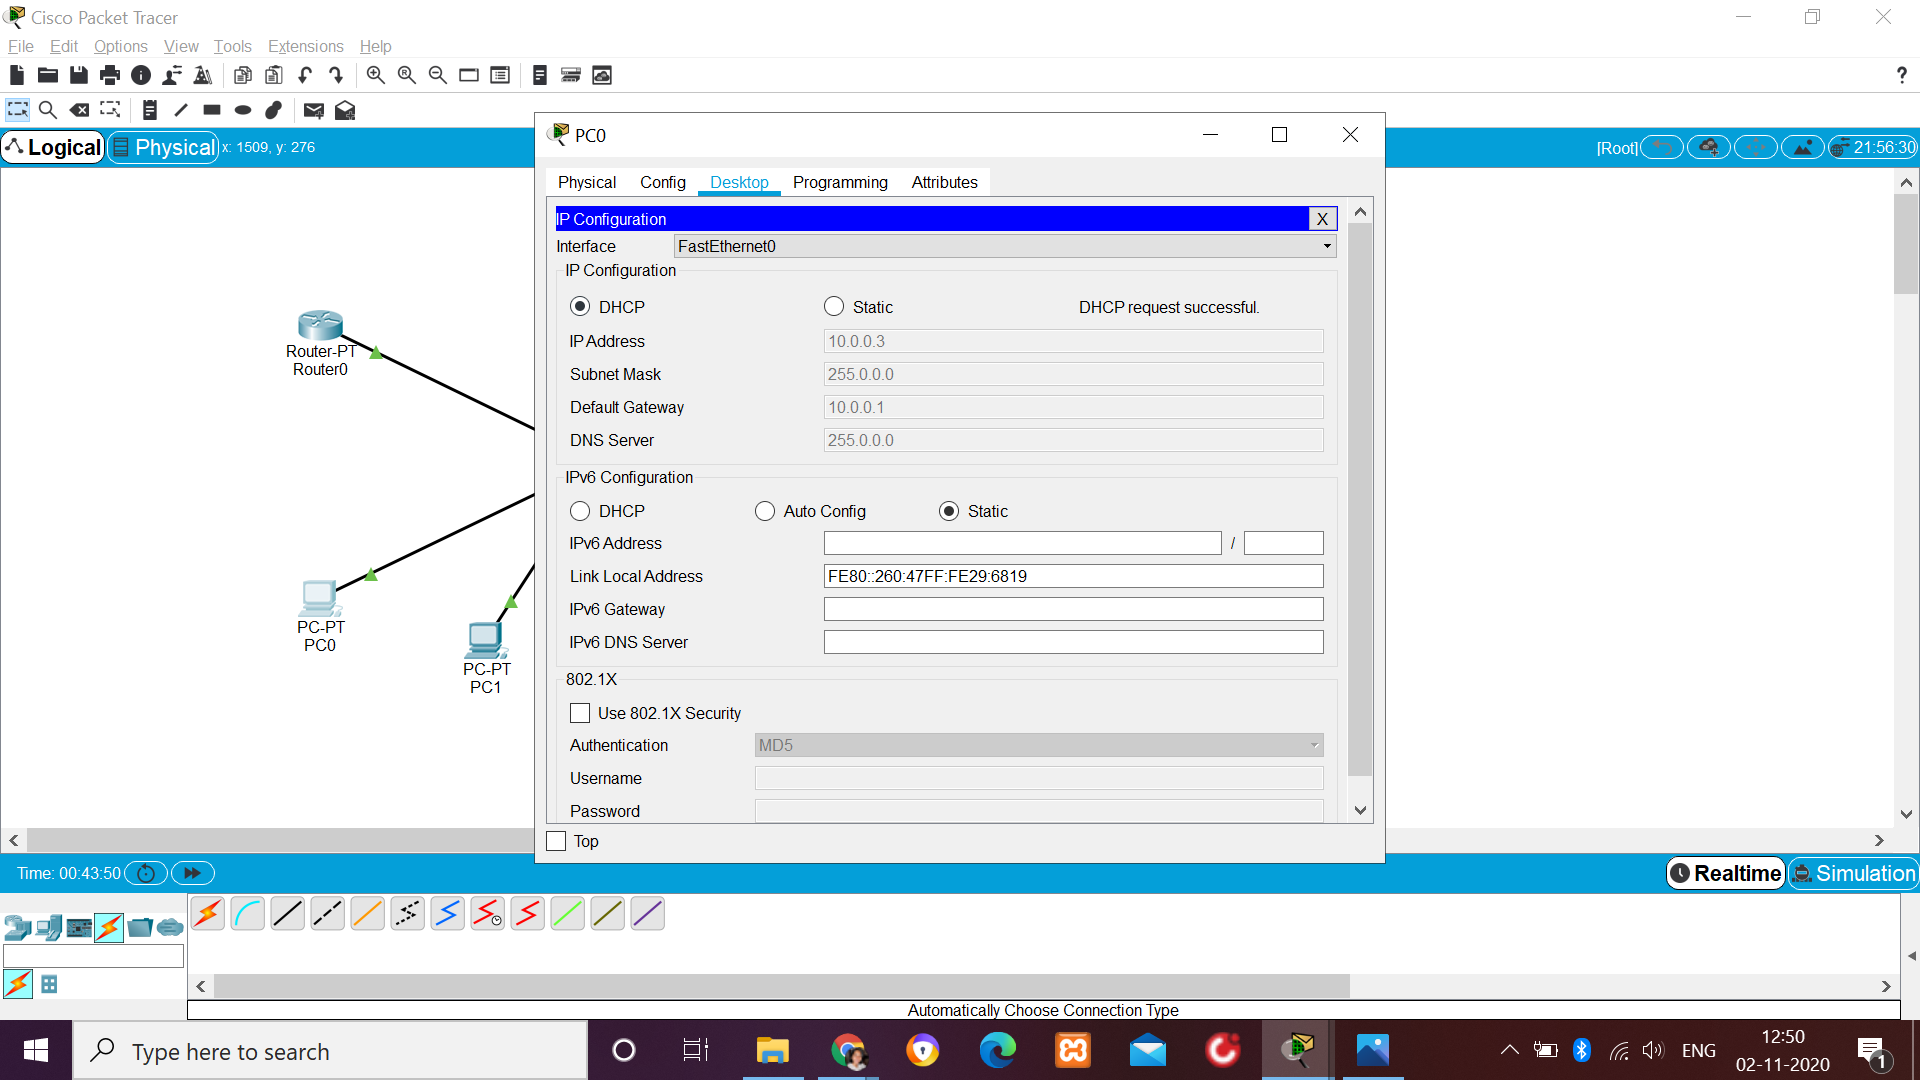 Cisco Packet Tracer
File Edit Options View Tools Extensions Help
?
Logical Physical x: 1509, y: 276
[Root] 21:56:30
PC0
Physical Config Desktop Programming Attributes
IP Configuration X
Interface FastEthernet0
IP Configuration
DHCP Static DHCP request successful.
IP Address 10.0.0.3
Subnet Mask 255.0.0.0
Default Gateway 10.0.0.1
DNS Server 255.0.0.0
IPv6 Configuration
DHCP Auto Config Static
IPv6 Address /
Link Local Address FE80::260:47FF:FE29:6819
IPv6 Gateway
IPv6 DNS Server
802.1X
Use 802.1X Security
Authentication MD5
Username
Password
Top
Router-PT
Router0
PC-PT
PC0
PC-PT
PC1
Time: 00:43:50
Realtime Simulation
Automatically Choose Connection Type
Type here to search
ENG
12:50
02-11-2020
1